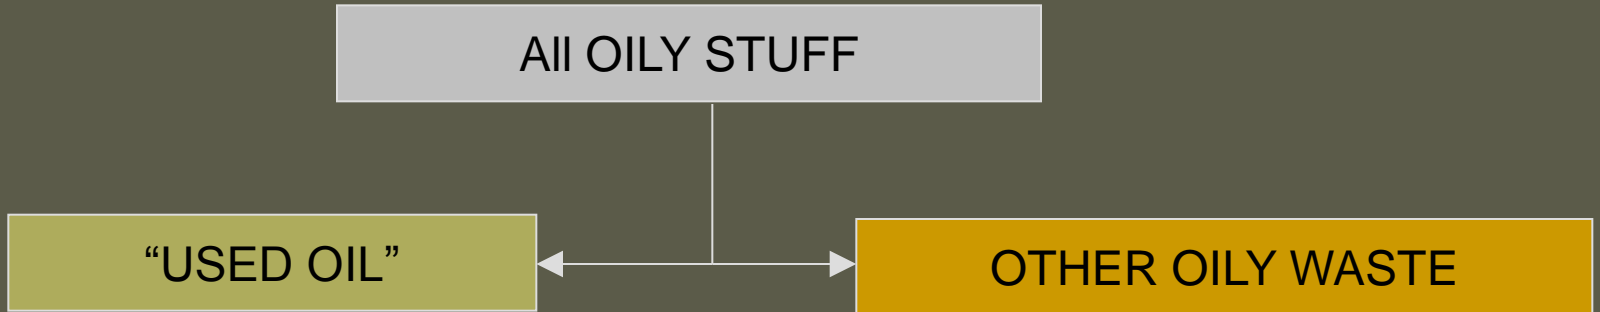 All OILY STUFF
“USED OIL”
OTHER OILY WASTE